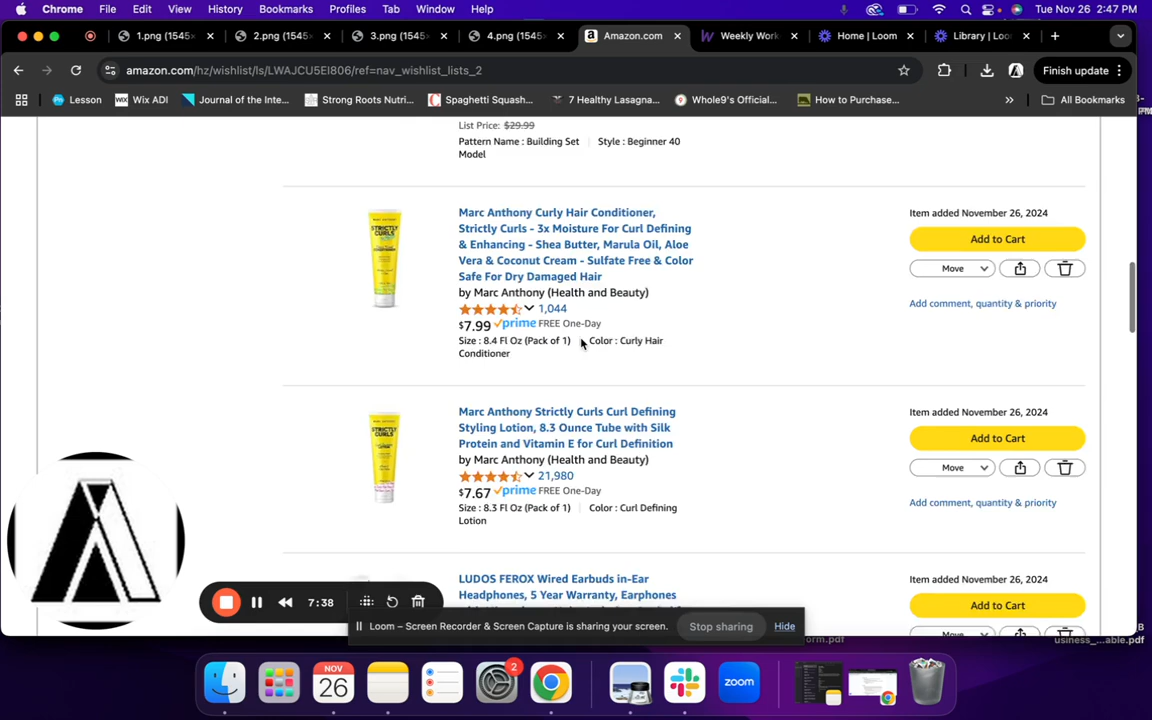 Chrome File Edit View History Bookmarks Profiles Tab Window Help Tue Nov 26 2:47 PM
1.png (1545× 2.png (1545× 3.png (1545× 4.png (1545× Amazon.com Weekly Work Home | Loom Library | Loo
amazon.com/hz/wishlist/ls/LWAJCU5EI806/ref=nav_wishlist_lists_2 Finish update
Lesson Wix ADI Journal of the Inte... Strong Roots Nutri... Spaghetti Squash... 7 Healthy Lasagna... Whole9's Official... How to Purchase... » All Bookmarks
List Price: $29.99
Pattern Name : Building Set Style : Beginner 40
Model
Marc Anthony Curly Hair Conditioner,
Strictly Curls - 3x Moisture For Curl Defining
& Enhancing - Shea Butter, Marula Oil, Aloe
Vera & Coconut Cream - Sulfate Free & Color
Safe For Dry Damaged Hair
by Marc Anthony (Health and Beauty)
1,044
$7.99 prime FREE One-Day
Size : 8.4 Fl Oz (Pack of 1) Color : Curly Hair
Conditioner
Item added November 26, 2024
Add to Cart
Move
Add comment, quantity & priority
STRICTLY
CURLS
Marc Anthony Strictly Curls Curl Defining
Styling Lotion, 8.3 Ounce Tube with Silk
Protein and Vitamin E for Curl Definition
by Marc Anthony (Health and Beauty)
21,980
$7.67 prime FREE One-Day
Size : 8.3 Fl Oz (Pack of 1) Color : Curl Defining
Lotion
Item added November 26, 2024
Add to Cart
Move
Add comment, quantity & priority
STRICTLY
CURLS
LUDOS FEROX Wired Earbuds in-Ear
Headphones, 5 Year Warranty, Earphones
Item added November 26, 2024
Add to Cart
7:38
Loom – Screen Recorder & Screen Capture is sharing your screen. Stop sharing Hide
orm.pdf
usiness_...able.pdf
NOV
26
2
zoom